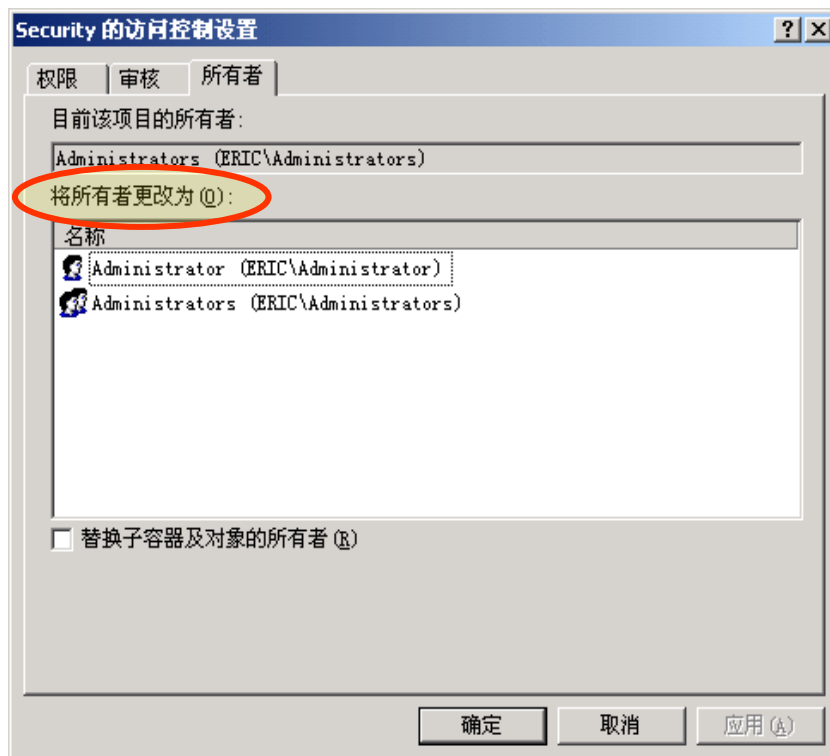 Security 的访问控制设置
权限 审核 所有者
目前该项目的所有者:
Administrators (ERIC\Administrators)
将所有者更改为(O):
名称
Administrator (ERIC\Administrator)
Administrators (ERIC\Administrators)
替换子容器及对象的所有者(R)
确定 取消 应用(A)